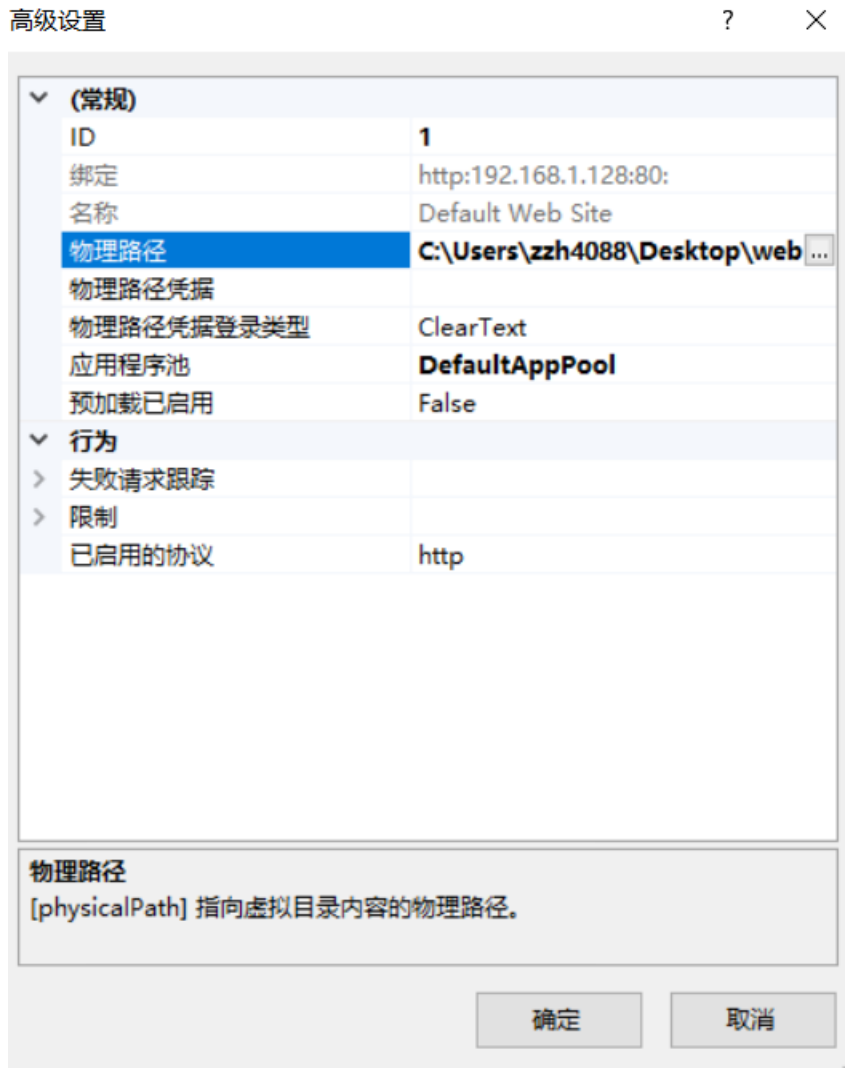 高级设置 ?
(常规)
ID 1
绑定 http:192.168.1.128:80:
名称 Default Web Site
物理路径 C:\Users\zzh4088\Desktop\web ...
物理路径凭据
物理路径凭据登录类型 ClearText
应用程序池 DefaultAppPool
预加载已启用 False
行为
失败请求跟踪
限制
已启用的协议 http
物理路径
[physicalPath] 指向虚拟目录内容的物理路径。
确定 取消